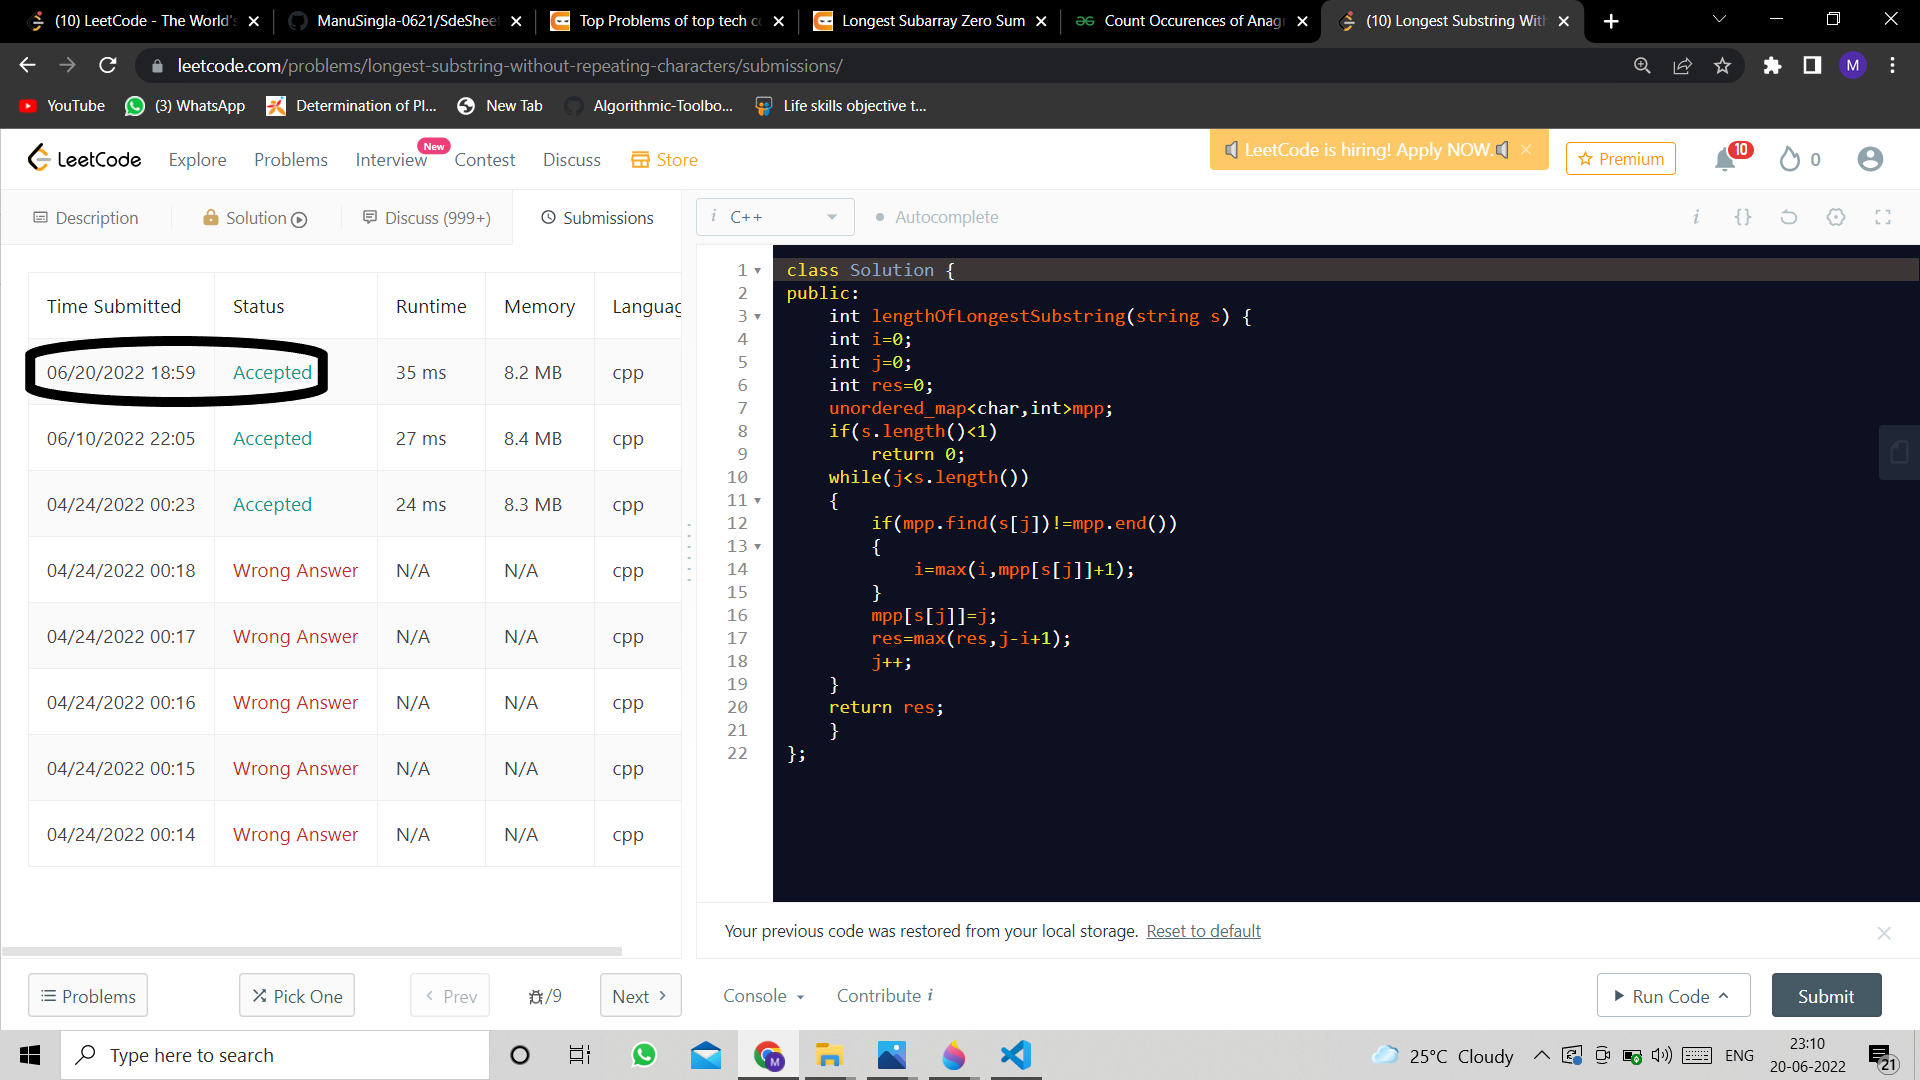 (10) LeetCode - The World's
ManuSingla-0621/SdeSheet
Top Problems of top tech co
Longest Subarray Zero Sum
Count Occurences of Anagr
(10) Longest Substring With
leetcode.com/problems/longest-substring-without-repeating-characters/submissions/
M
YouTube
(3) WhatsApp
Determination of Pl...
New Tab
Algorithmic-Toolbo...
Life skills objective t...
LeetCode
Explore
Problems
Interview
New
Contest
Discuss
Store
LeetCode is hiring! Apply NOW.
Premium
10
0
Description
Solution
Discuss (999+)
Submissions
i C++
Autocomplete
Time Submitted Status Runtime Memory Languag
06/20/2022 18:59 Accepted 35 ms 8.2 MB cpp
06/10/2022 22:05 Accepted 27 ms 8.4 MB cpp
04/24/2022 00:23 Accepted 24 ms 8.3 MB cpp
04/24/2022 00:18 Wrong Answer N/A N/A cpp
04/24/2022 00:17 Wrong Answer N/A N/A cpp
04/24/2022 00:16 Wrong Answer N/A N/A cpp
04/24/2022 00:15 Wrong Answer N/A N/A cpp
04/24/2022 00:14 Wrong Answer N/A N/A cpp
1 class Solution {
2 public:
3 int lengthOfLongestSubstring(string s) {
4 int i=0;
5 int j=0;
6 int res=0;
7 unordered_map<char,int>mpp;
8 if(s.length()<1)
9 return 0;
10 while(j<s.length())
11 {
12 if(mpp.find(s[j])!=mpp.end())
13 {
14 i=max(i,mpp[s[j]]+1);
15 }
16 mpp[s[j]]=j;
17 res=max(res,j-i+1);
18 j++;
19 }
20 return res;
21 }
22 };
Your previous code was restored from your local storage. Reset to default
Problems
Pick One
Prev
/9
Next
Console
Contribute i
Run Code
Submit
Type here to search
M
25°C Cloudy
ENG
23:10
20-06-2022
21